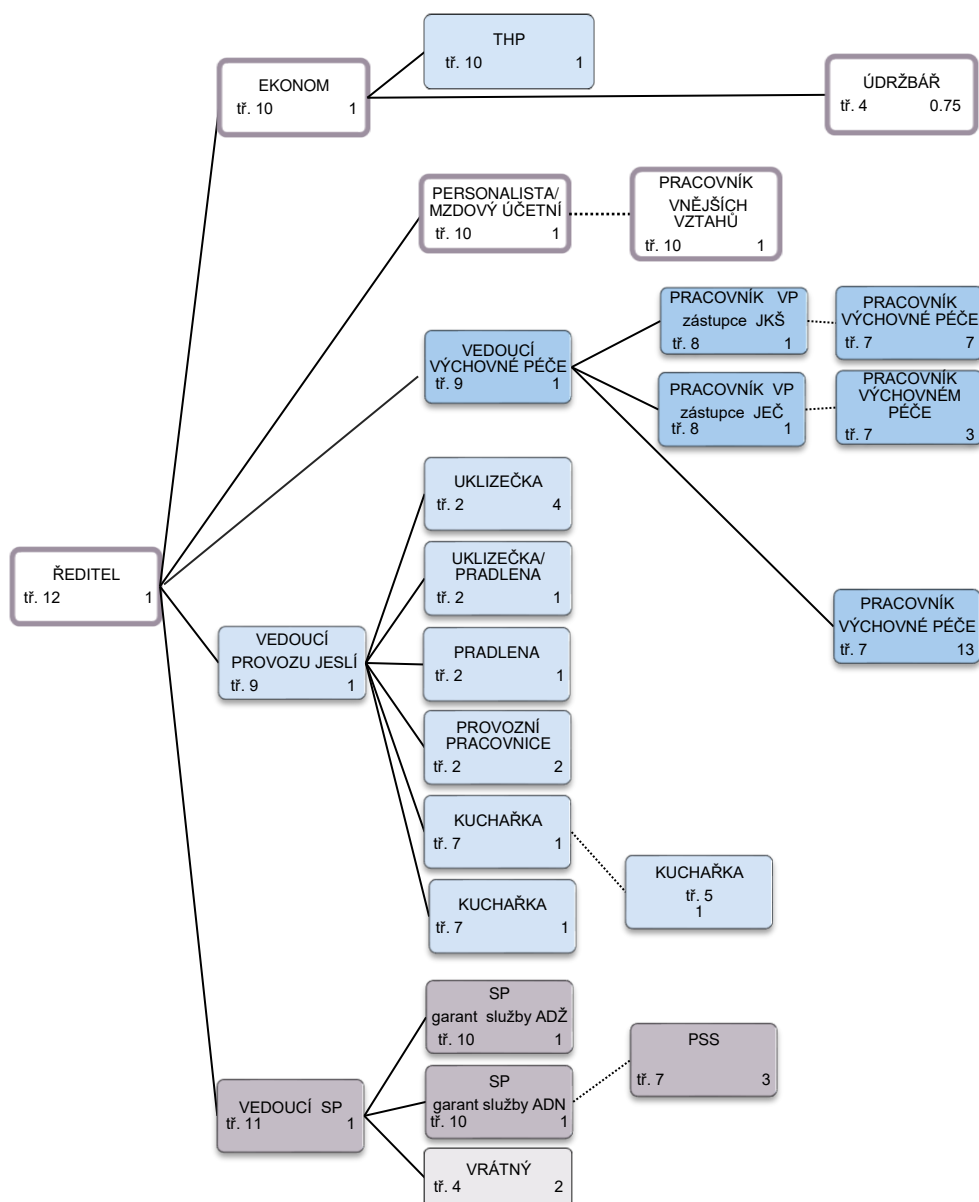 THP
tř. 10 1
EKONOM
tř. 10 1
ÚDRŽBÁŘ
tř. 4 0.75
PERSONALISTA/
MZDOVÝ ÚČETNÍ
tř. 10 1
PRACOVNÍK
VNĚJŠÍCH
VZTAHŮ
tř. 10 1
VEDOUCÍ
VÝCHOVNÉ PÉČE
tř. 9 1
PRACOVNÍK VP
zástupce JKŠ
tř. 8 1
PRACOVNÍK
VÝCHOVNÉ PÉČE
tř. 7 7
PRACOVNÍK VP
zástupce JEČ
tř. 8 1
PRACOVNÍK
VÝCHOVNÉM
PÉČE
tř. 7 3
PRACOVNÍK
VÝCHOVNÉ PÉČE
tř. 7 13
ŘEDITEL
tř. 12 1
VEDOUCÍ
PROVOZU JESLÍ
tř. 9 1
UKLIZEČKA
tř. 2 4
UKLIZEČKA/
PRADLENA
tř. 2 1
PRADLENA
tř. 2 1
PROVOZNÍ
PRACOVNICE
tř. 2 2
KUCHAŘKA
tř. 7 1
KUCHAŘKA
tř. 5
1
KUCHAŘKA
tř. 7 1
VEDOUCÍ SP
tř. 11 1
SP
garant služby ADŽ
tř. 10 1
SP
garant služby ADN
tř. 10 1
PSS
tř. 7 3
VRÁTNÝ
tř. 4 2